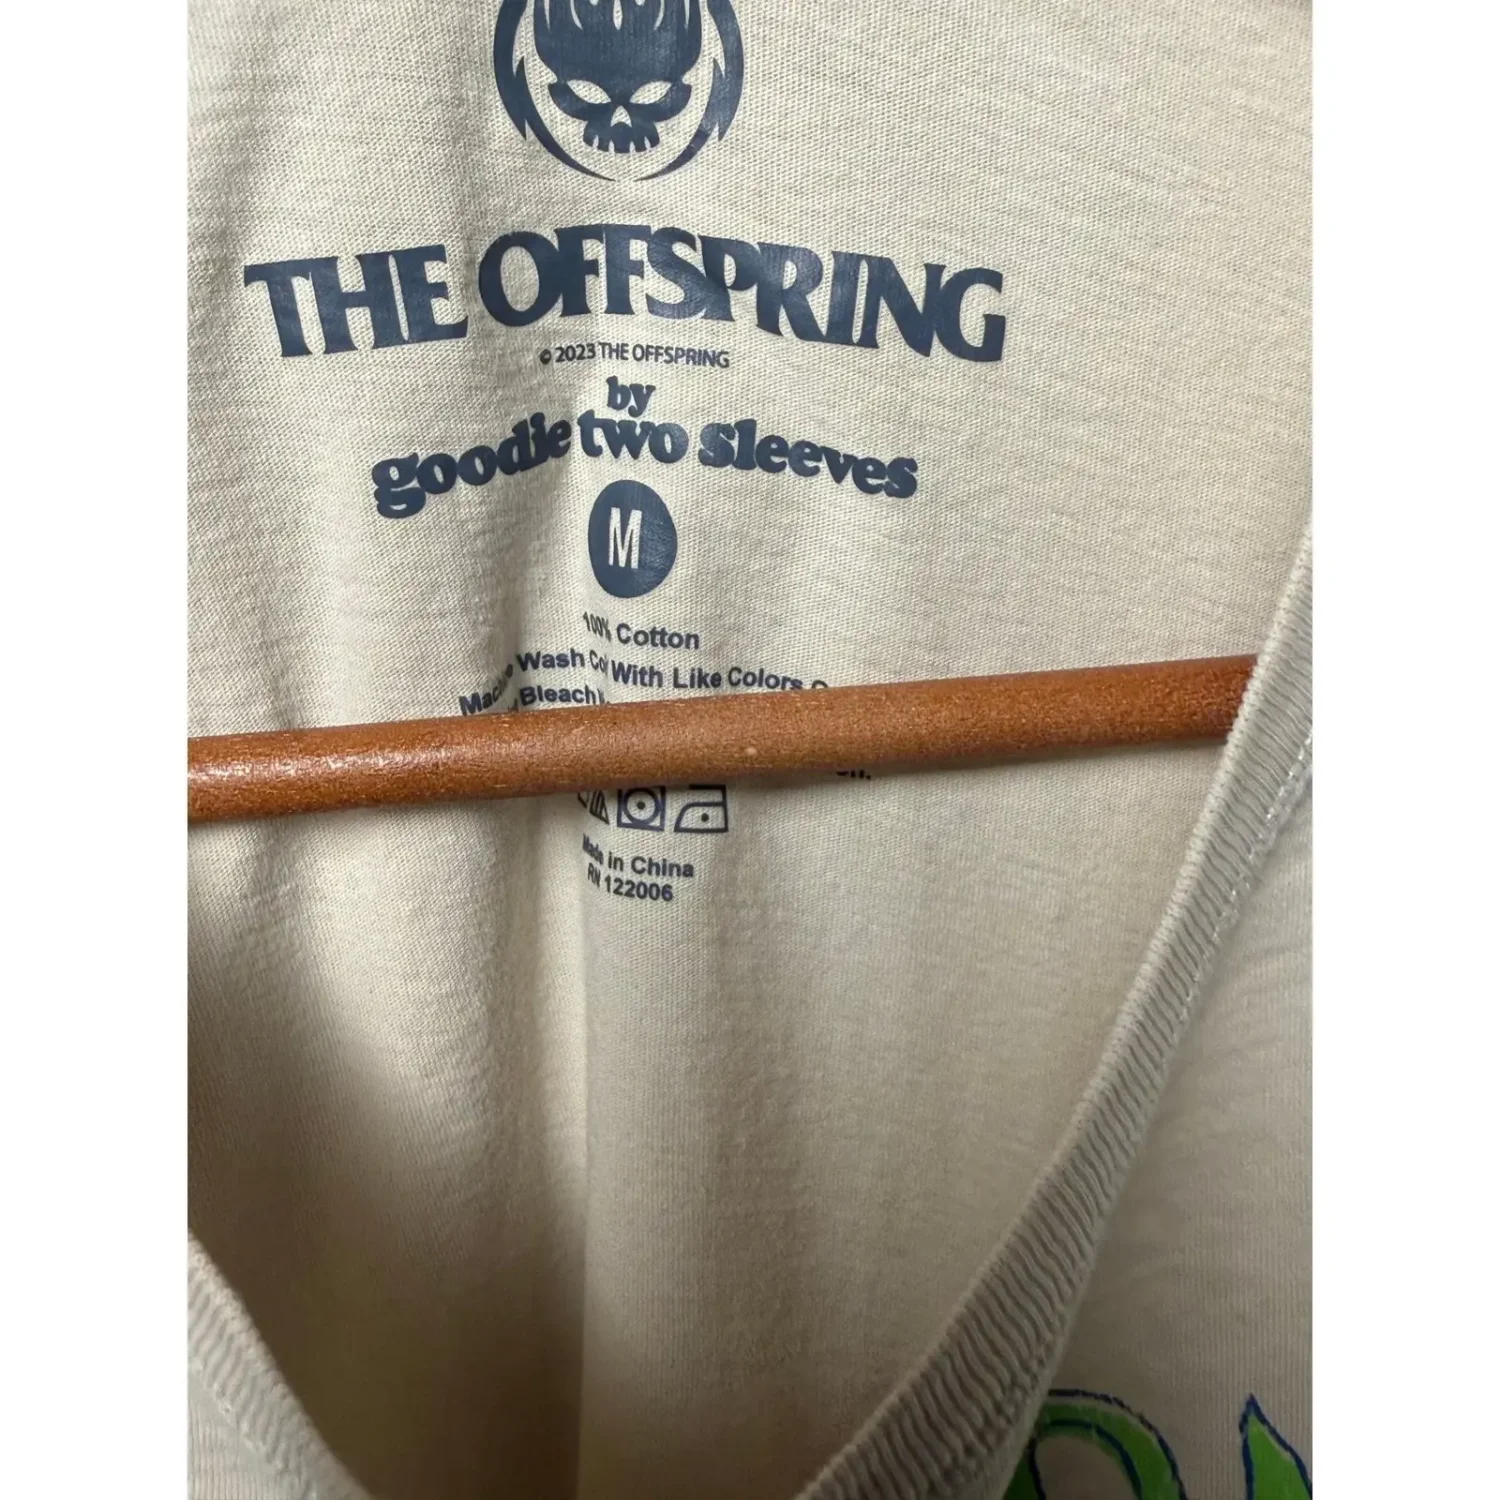 THE OFFSPRING
© 2023 THE OFFSPRING
by
goodie two sleeves
M
100% Cotton
Wash With Like Colors
Bleach
Made in China
RN 122006